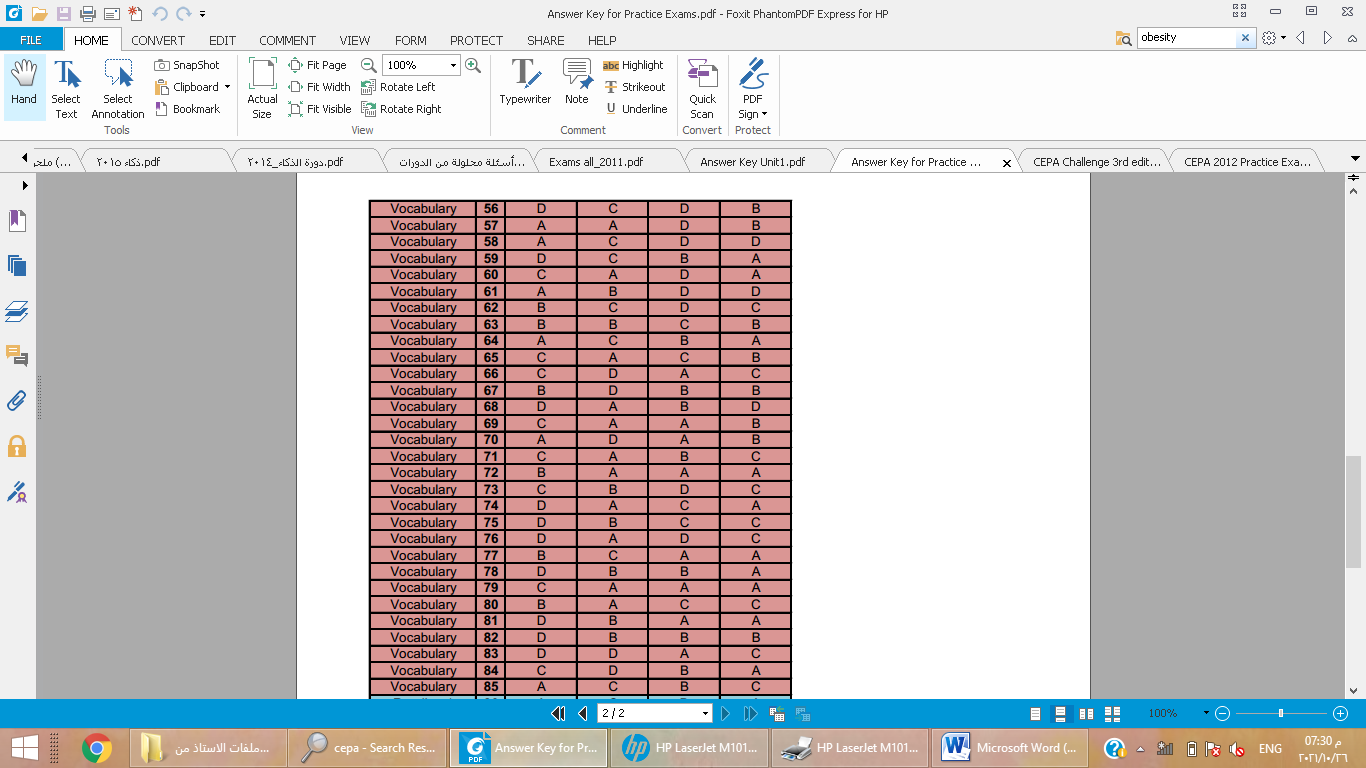 Answer Key for Practice Exams.pdf - Foxit PhantomPDF Express for HP
FILE HOME CONVERT EDIT COMMENT VIEW FORM PROTECT SHARE HELP
obesity
Hand
Select Text
Select Annotation
SnapShot
Clipboard
Bookmark
Tools
Actual Size
Fit Page
Fit Width
Fit Visible
100%
Rotate Left
Rotate Right
View
Typewriter
Note
abc Highlight
T Strikeout
U Underline
Comment
Quick Scan
Convert
PDF Sign
Protect
ملحر (...
ذكاء ٢٠١٥.pdf
دورة الذكاء_٢٠١٤.pdf
أسئلة محلولة من الدورات...
Exams all_2011.pdf
Answer Key Unit1.pdf
Answer Key for Practice ...
CEPA Challenge 3rd edit...
CEPA 2012 Practice Exa...
Vocabulary 56 D C D B
Vocabulary 57 A A D B
Vocabulary 58 A C D D
Vocabulary 59 D C B A
Vocabulary 60 C A D A
Vocabulary 61 A B D D
Vocabulary 62 B C D C
Vocabulary 63 B B C B
Vocabulary 64 A C B A
Vocabulary 65 C A C B
Vocabulary 66 C D A C
Vocabulary 67 B D B B
Vocabulary 68 D A B D
Vocabulary 69 C A A B
Vocabulary 70 A D A B
Vocabulary 71 C A B C
Vocabulary 72 B A A A
Vocabulary 73 C B D C
Vocabulary 74 D A C A
Vocabulary 75 D B C C
Vocabulary 76 D A D C
Vocabulary 77 B C A A
Vocabulary 78 D B B A
Vocabulary 79 C A A A
Vocabulary 80 B A C C
Vocabulary 81 D B A A
Vocabulary 82 D B B B
Vocabulary 83 D D A C
Vocabulary 84 C D B A
Vocabulary 85 A C B C
2 / 2
100%
ملفات الاستاذ من...
cepa - Search Res...
PDF
Answer Key for Pr...
HP LaserJet M101...
HP LaserJet M101...
Microsoft Word (...
ENG
07:30 م
٢٠٢١/١٠/٢٦